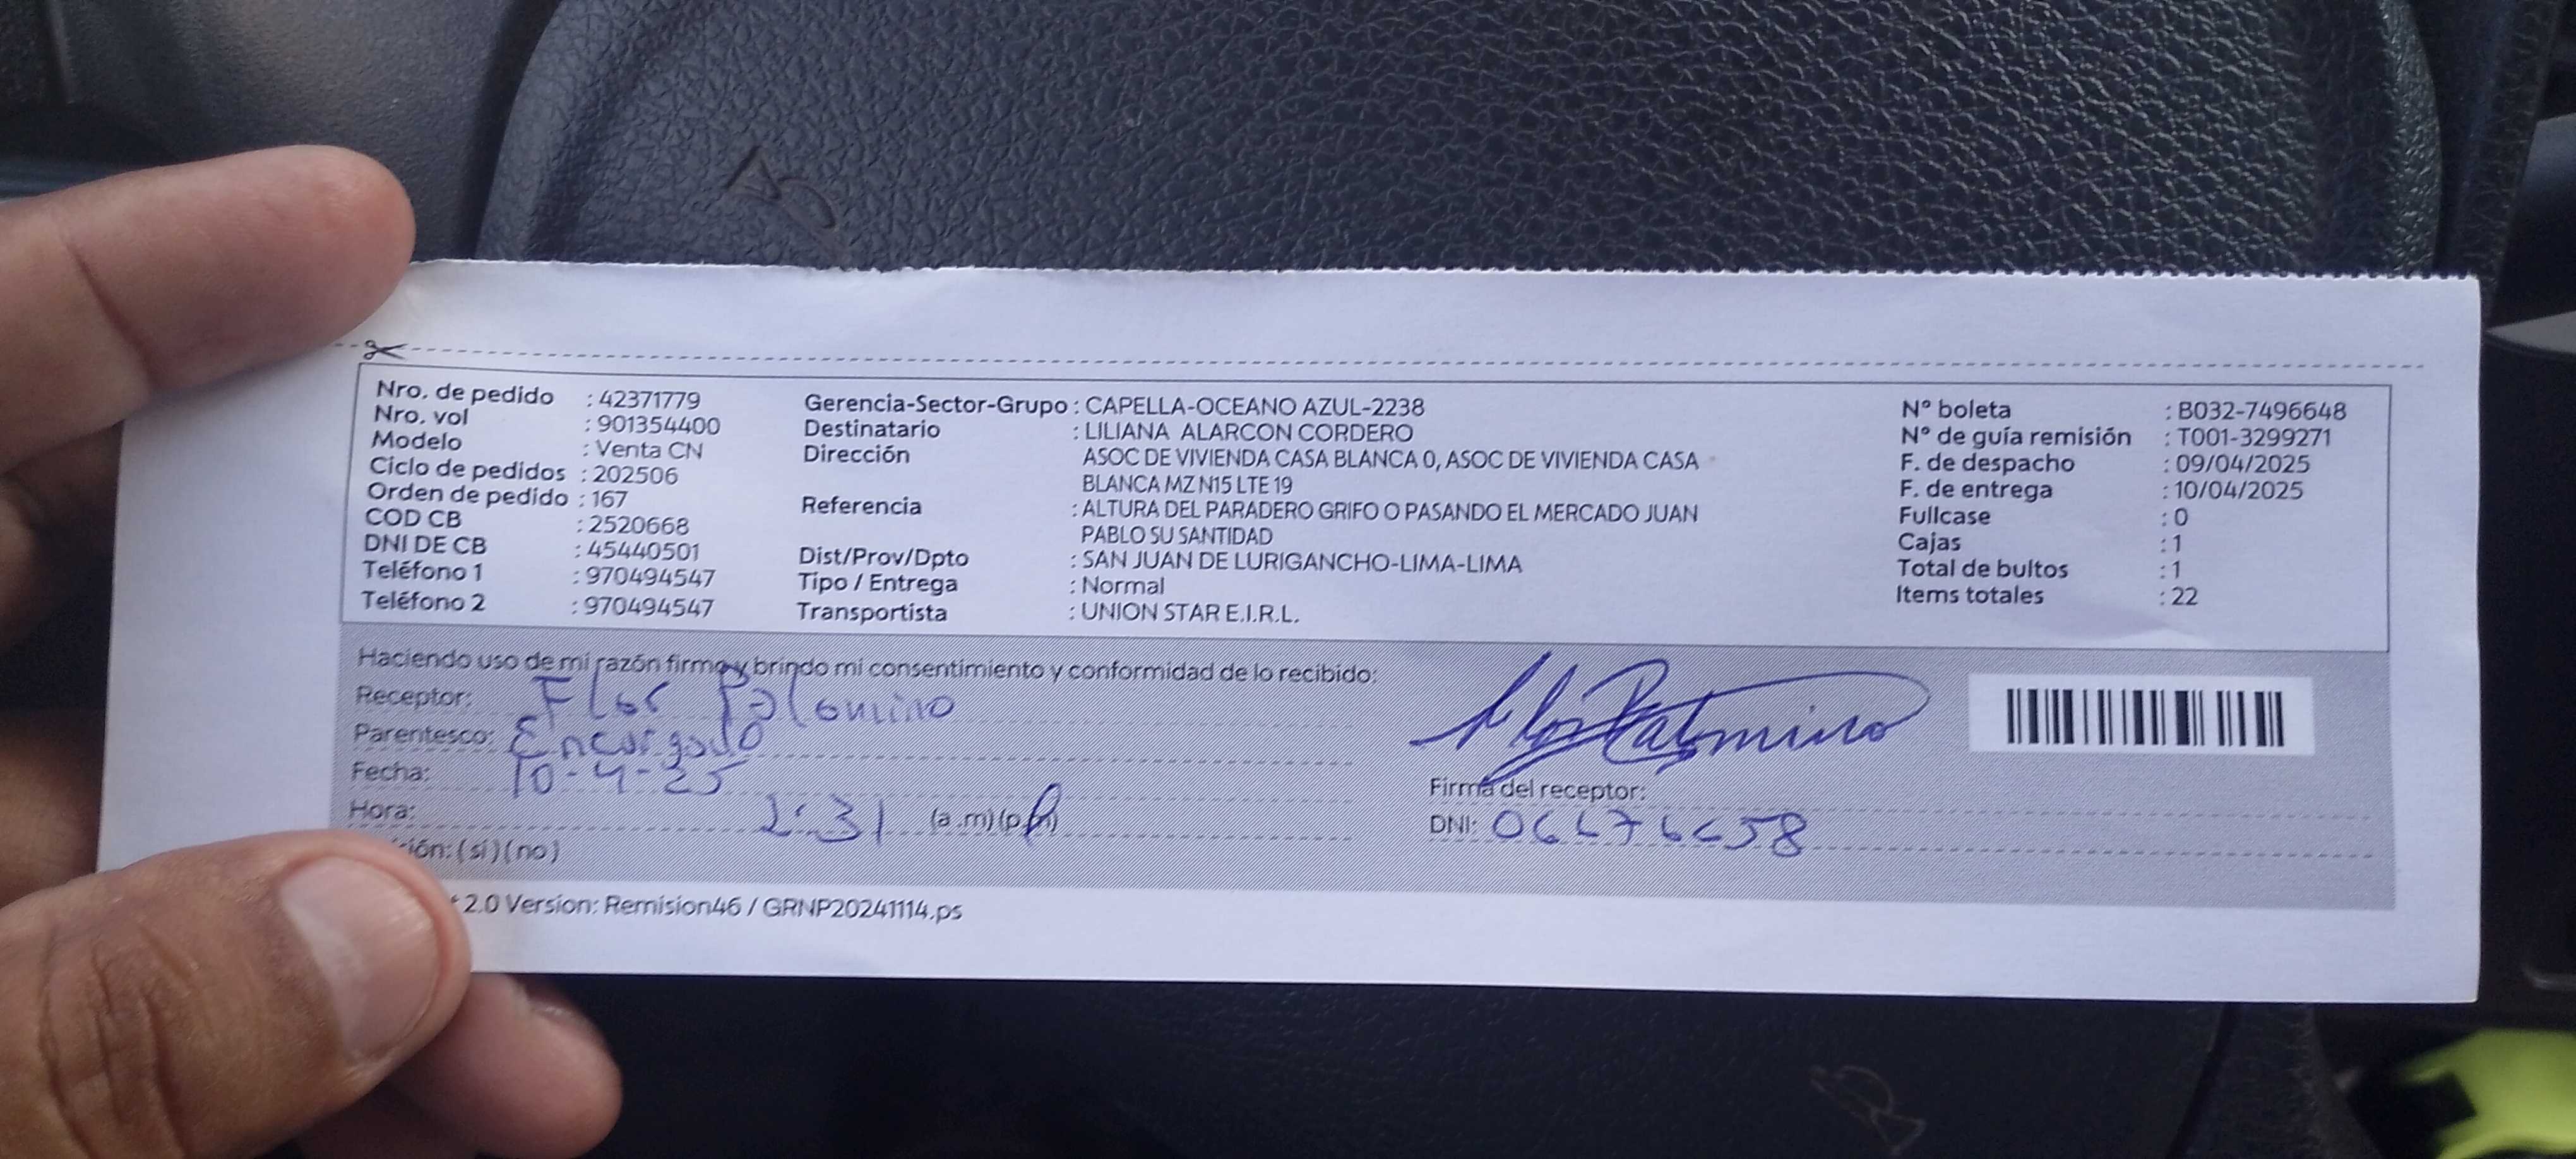 Nro. de pedido : 42371779
Nro. vol : 901354400
Modelo : Venta CN
Ciclo de pedidos : 202506
Orden de pedido : 167
COD CB : 2520668
DNI DE CB : 45440501
Teléfono 1 : 970494547
Teléfono 2 : 970494547
Gerencia-Sector-Grupo : CAPELLA-OCEANO AZUL-2238
Destinatario : LILIANA ALARCON CORDERO
Dirección ASOC DE VIVIENDA CASA BLANCA 0, ASOC DE VIVIENDA CASA
BLANCA MZ N15 LTE 19
Referencia : ALTURA DEL PARADERO GRIFO O PASANDO EL MERCADO JUAN
PABLO SU SANTIDAD
Dist/Prov/Dpto : SAN JUAN DE LURIGANCHO-LIMA-LIMA
Tipo / Entrega : Normal
Transportista : UNION STAR E.I.R.L.
N° boleta : B032-7496648
N° de guía remisión : T001-3299271
F. de despacho : 09/04/2025
F. de entrega : 10/04/2025
Fullcase : 0
Cajas : 1
Total de bultos : 1
Items totales : 22
Haciendo uso de mi razón firmo y brindo mi consentimiento y conformidad de lo recibido:
Receptor: Flor Palomino
Parentesco: Encargado
Fecha: 10-4-25
Hora: 2:31 (a.m)(p.m)
(si)(no)
Firma del receptor:
DNI:
2.0 Version: Remision46 / GRNP20241114.ps